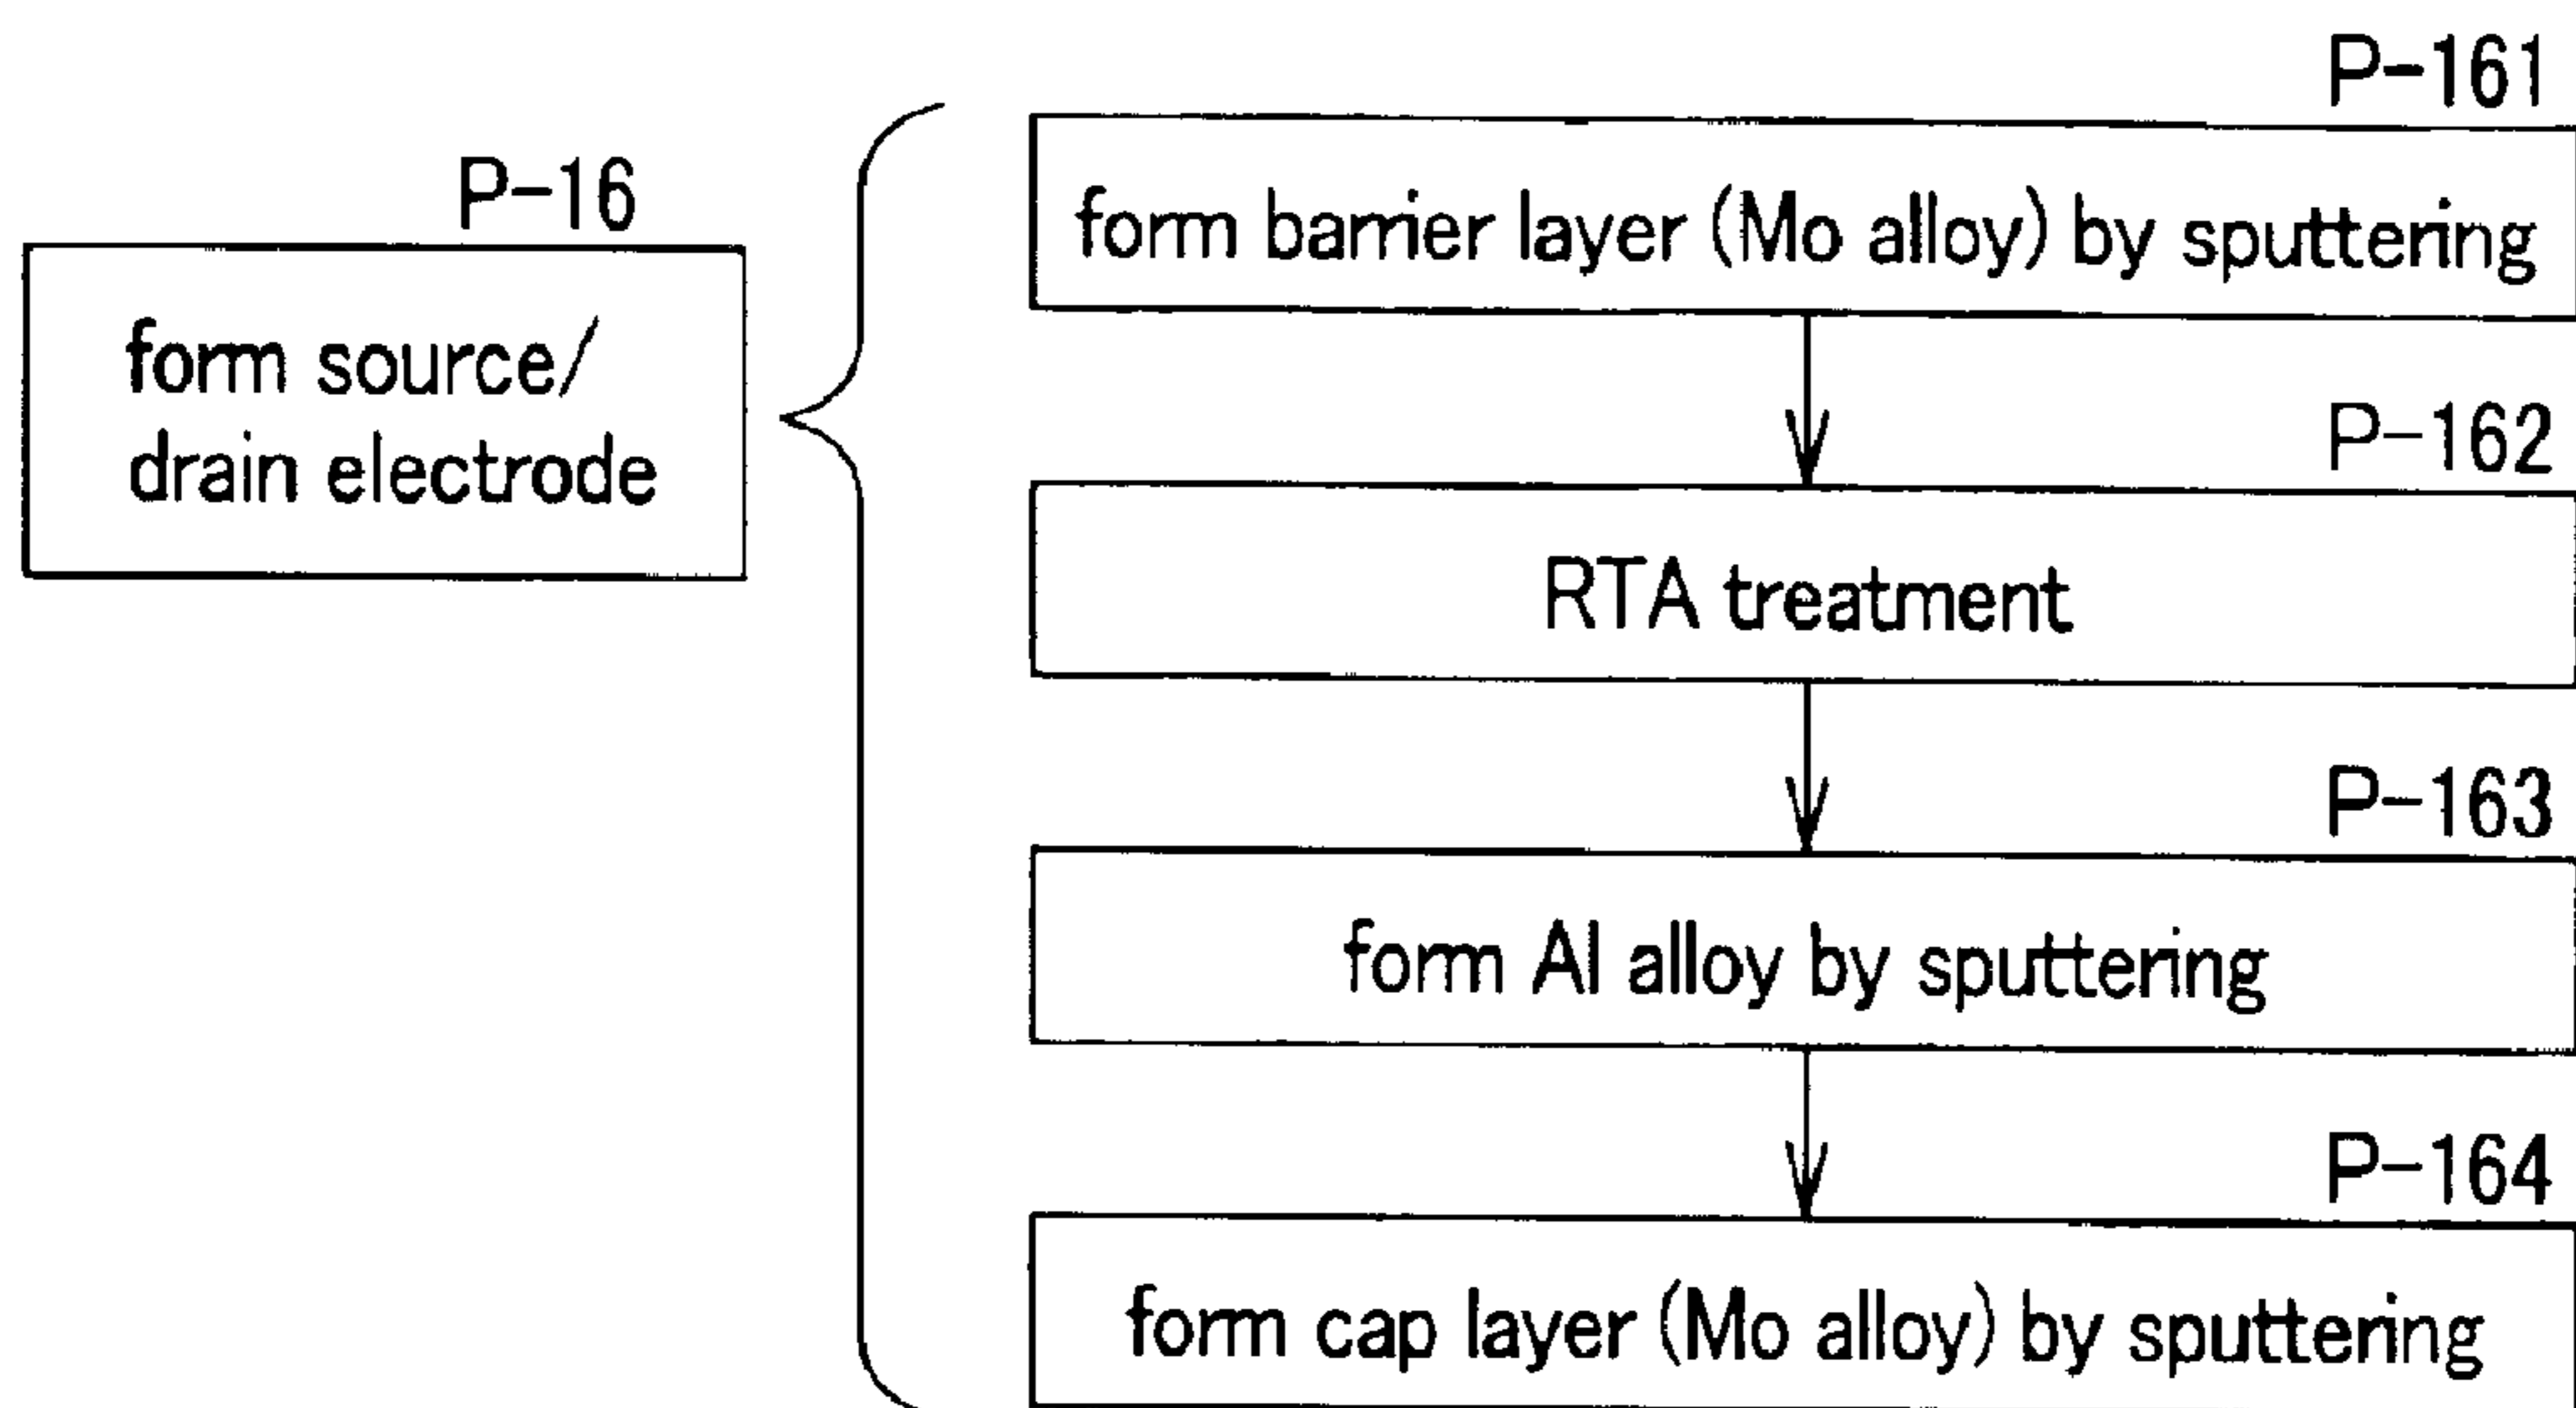 P-16
form source/
drain electrode
P-161
form barrier layer (Mo alloy) by sputtering
P-162
RTA treatment
P-163
form Al alloy by sputtering
P-164
form cap layer (Mo alloy) by sputtering